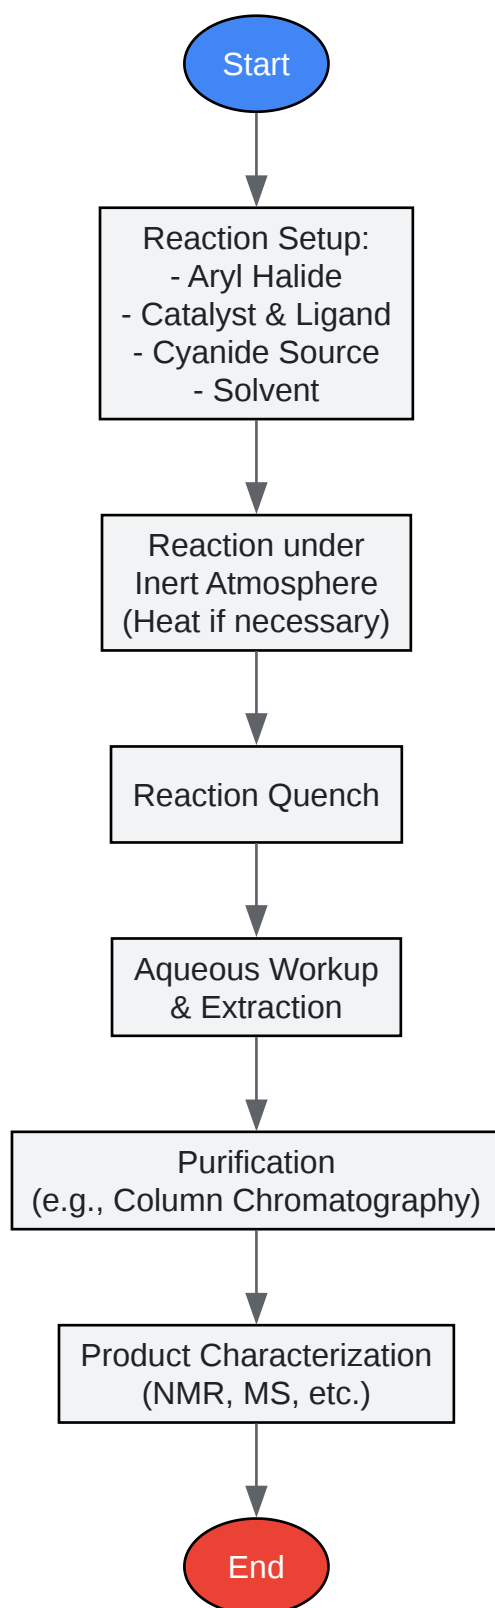 Start
Reaction Setup:
- Aryl Halide
- Catalyst & Ligand
- Cyanide Source
- Solvent
Reaction under
Inert Atmosphere
(Heat if necessary)
Reaction Quench
Aqueous Workup
& Extraction
Purification
(e.g., Column Chromatography)
Product Characterization
(NMR, MS, etc.)
End